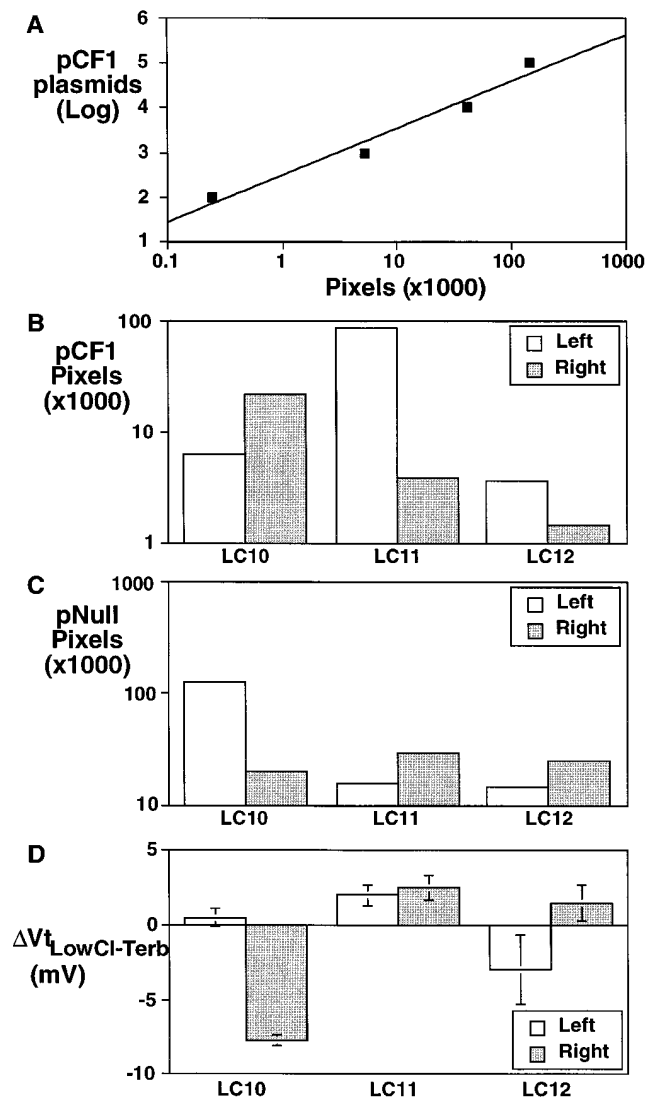 A
pCF1
plasmids
(Log)
6
5
4
3
2
1
0.1
1
10
100
1000
Pixels (x1000)
B
pCF1
Pixels
(x1000)
100
10
1
Left
Right
LC10
LC11
LC12
C
pNull
Pixels
(x1000)
1000
100
10
Left
Right
LC10
LC11
LC12
D
ΔVtLowCl-Terb
(mV)
5
0
-5
-10
Left
Right
LC10
LC11
LC12